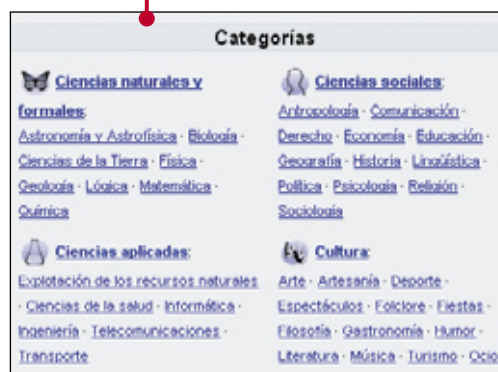 Categorías
Ciencias naturales y
formales:
Astronomía y Astrofísica · Biología ·
Ciencias de la Tierra · Física ·
Geología · Lógica · Matemática ·
Química
Ciencias sociales:
Antropología · Comunicación ·
Derecho · Economía · Educación ·
Geografía · Historia · Lingüística ·
Política · Psicología · Religión ·
Sociología
Ciencias aplicadas:
Explotación de los recursos naturales
· Ciencias de la salud · Informática ·
Ingeniería · Telecomunicaciones ·
Transporte
Cultura:
Arte · Artesanía · Deporte ·
Espectáculos · Folclore · Fiestas ·
Filosofía · Gastronomía · Humor ·
Literatura · Música · Turismo · Ocio